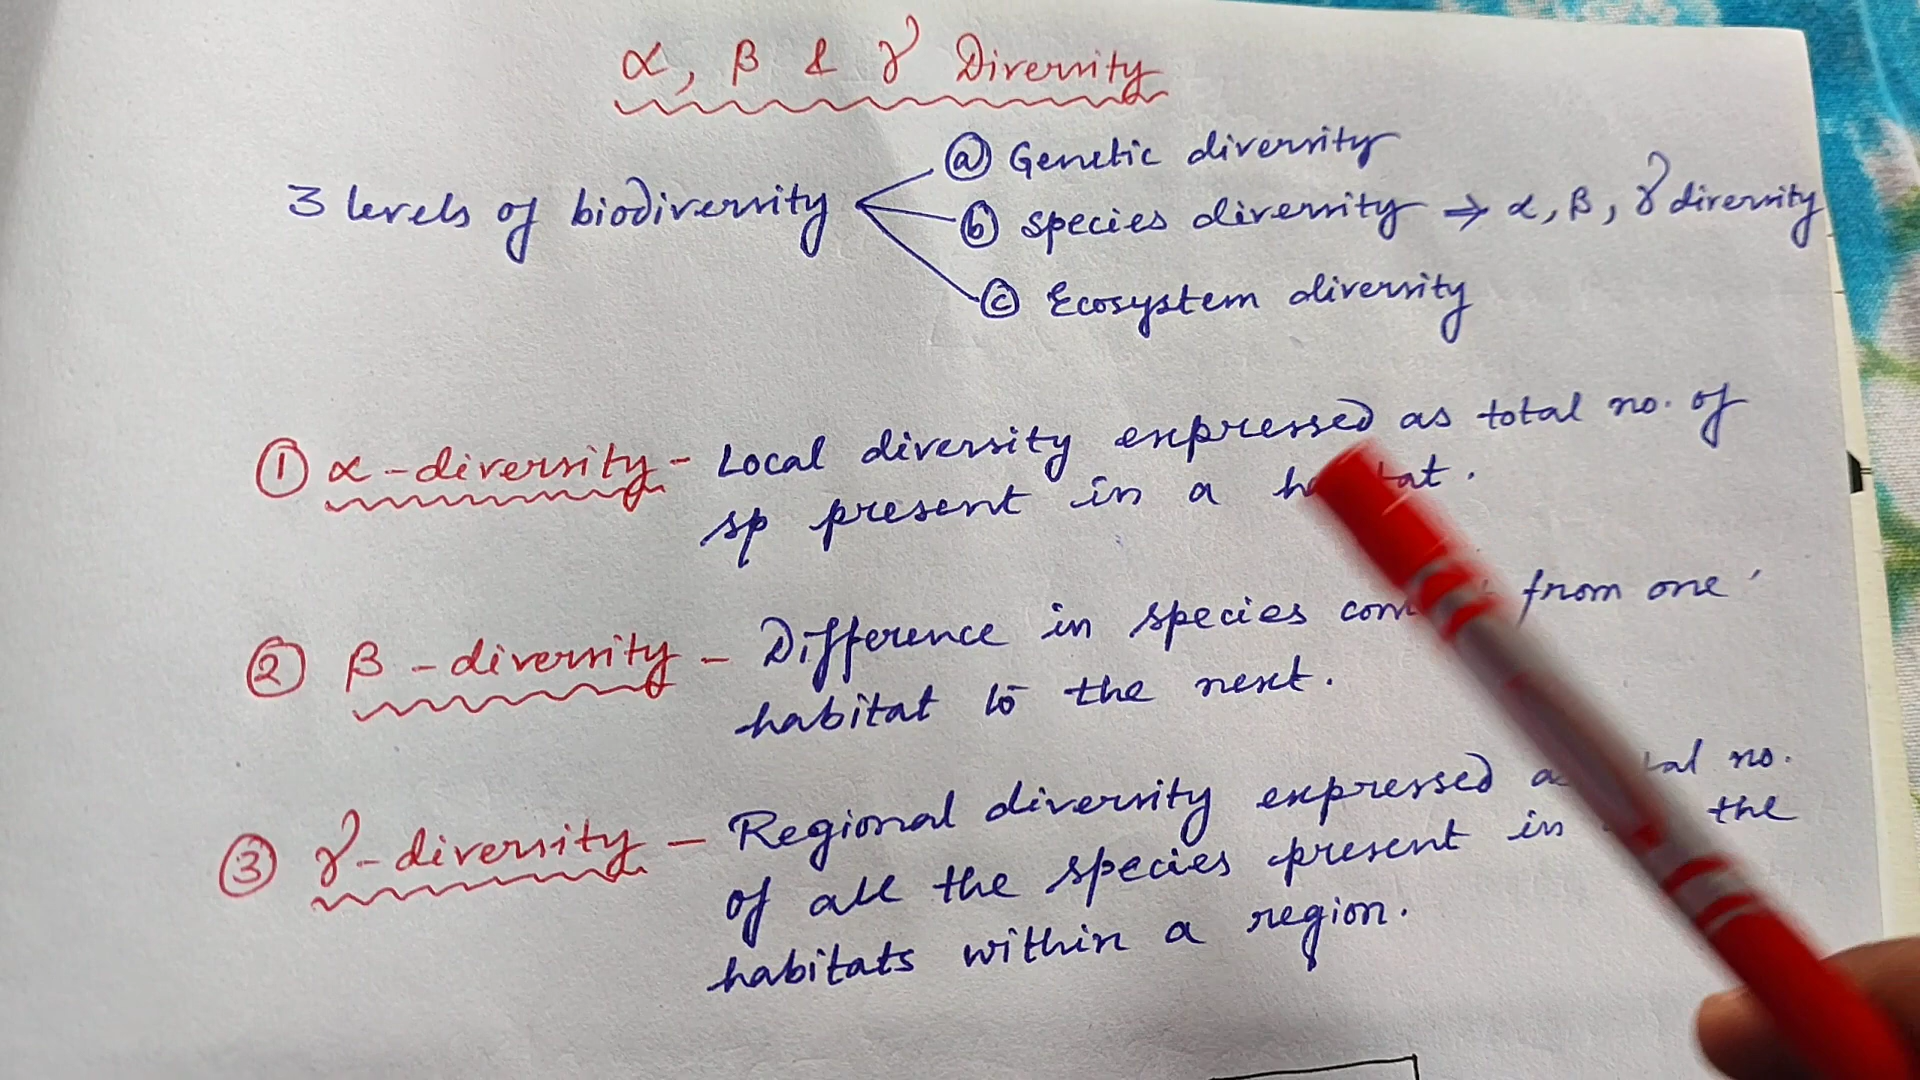 α, β & γ Diversity
3 levels of biodiversity
ⓐ Genetic diversity
ⓑ Species diversity → α, β, γ diversity
ⓒ Ecosystem diversity
① α-diversity - Local diversity expressed as total no. of
sp present in a
② β-diversity - Difference in species from one
habitat to the next.
③ γ-diversity - Regional diversity expressed no.
of all the species present in the
habitats within a region.